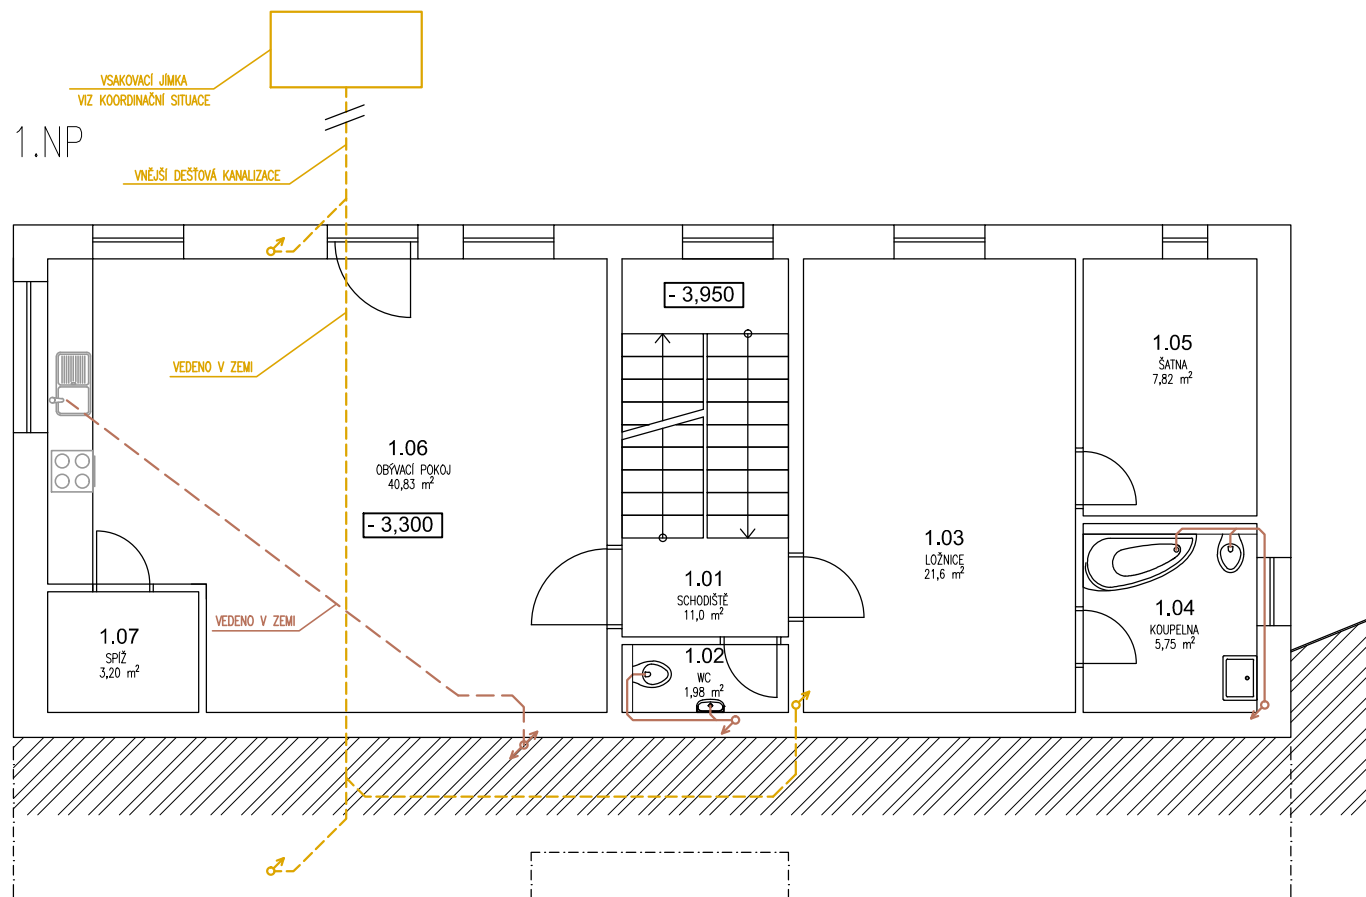 VSAKOVACÍ JÍMKA
VIZ KOORDINAČNÍ SITUACE
1.NP
VNĚJŠÍ DEŠŤOVÁ KANALIZACE
- 3,950
VEDENO V ZEMI
1.05
ŠATNA
7,82 m²
1.06
OBÝVACÍ POKOJ
40,83 m²
- 3,300
1.03
LOŽNICE
21,6 m²
1.01
SCHODIŠTĚ
11,0 m²
1.04
KOUPELNA
5,75 m²
VEDENO V ZEMI
1.07
SPÍŽ
3,20 m²
1.02
WC
1,98 m²